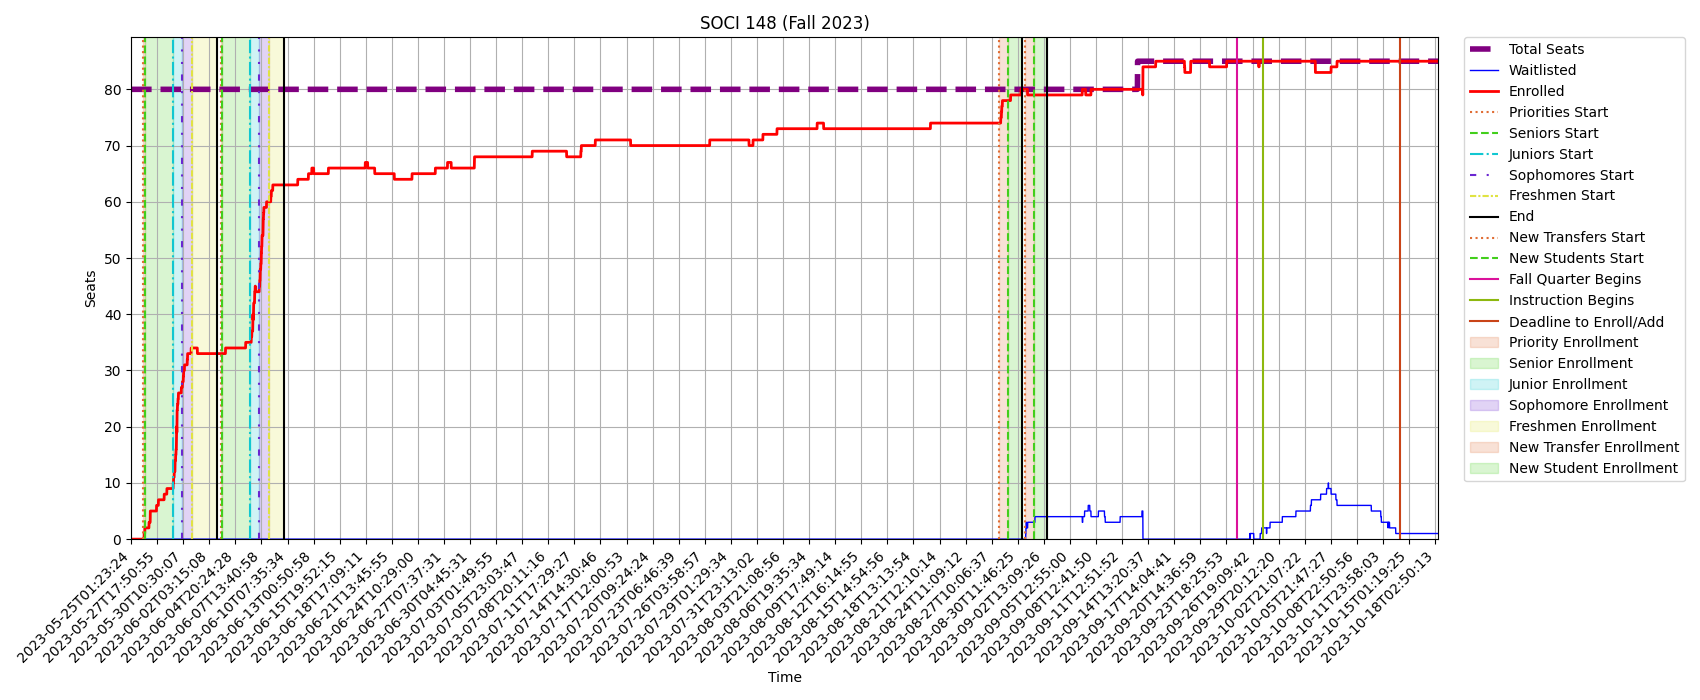 SOCI 148 (Fall 2023)
Seats
80
70
60
50
40
30
20
10
0
2023-05-25T01:23:24
2023-05-27T17:50:55
2023-05-30T10:30:07
2023-06-02T03:15:08
2023-06-04T20:24:28
2023-06-07T13:40:58
2023-06-10T07:35:34
2023-06-13T00:50:58
2023-06-15T19:52:15
2023-06-18T17:09:11
2023-06-21T13:45:55
2023-06-24T10:29:00
2023-06-27T07:37:31
2023-06-30T04:45:31
2023-07-03T01:49:55
2023-07-05T23:03:47
2023-07-08T20:11:16
2023-07-11T17:29:27
2023-07-14T14:30:46
2023-07-17T12:00:53
2023-07-20T09:24:24
2023-07-23T06:46:39
2023-07-26T03:58:57
2023-07-29T01:29:34
2023-07-31T23:13:02
2023-08-03T21:08:56
2023-08-06T19:35:34
2023-08-09T17:49:14
2023-08-12T16:14:55
2023-08-15T14:54:56
2023-08-18T13:13:54
2023-08-21T12:10:14
2023-08-24T11:09:12
2023-08-27T10:06:37
2023-08-30T11:46:25
2023-09-02T13:09:26
2023-09-05T12:55:00
2023-09-08T12:41:50
2023-09-11T12:51:52
2023-09-14T13:20:37
2023-09-17T14:04:41
2023-09-20T14:36:59
2023-09-23T18:25:53
2023-09-26T19:09:42
2023-09-29T20:12:20
2023-10-02T21:07:22
2023-10-05T21:47:27
2023-10-08T22:50:56
2023-10-11T23:58:03
2023-10-15T01:19:25
2023-10-18T02:50:13
Time
Total Seats
Waitlisted
Enrolled
Priorities Start
Seniors Start
Juniors Start
Sophomores Start
Freshmen Start
End
New Transfers Start
New Students Start
Fall Quarter Begins
Instruction Begins
Deadline to Enroll/Add
Priority Enrollment
Senior Enrollment
Junior Enrollment
Sophomore Enrollment
Freshmen Enrollment
New Transfer Enrollment
New Student Enrollment